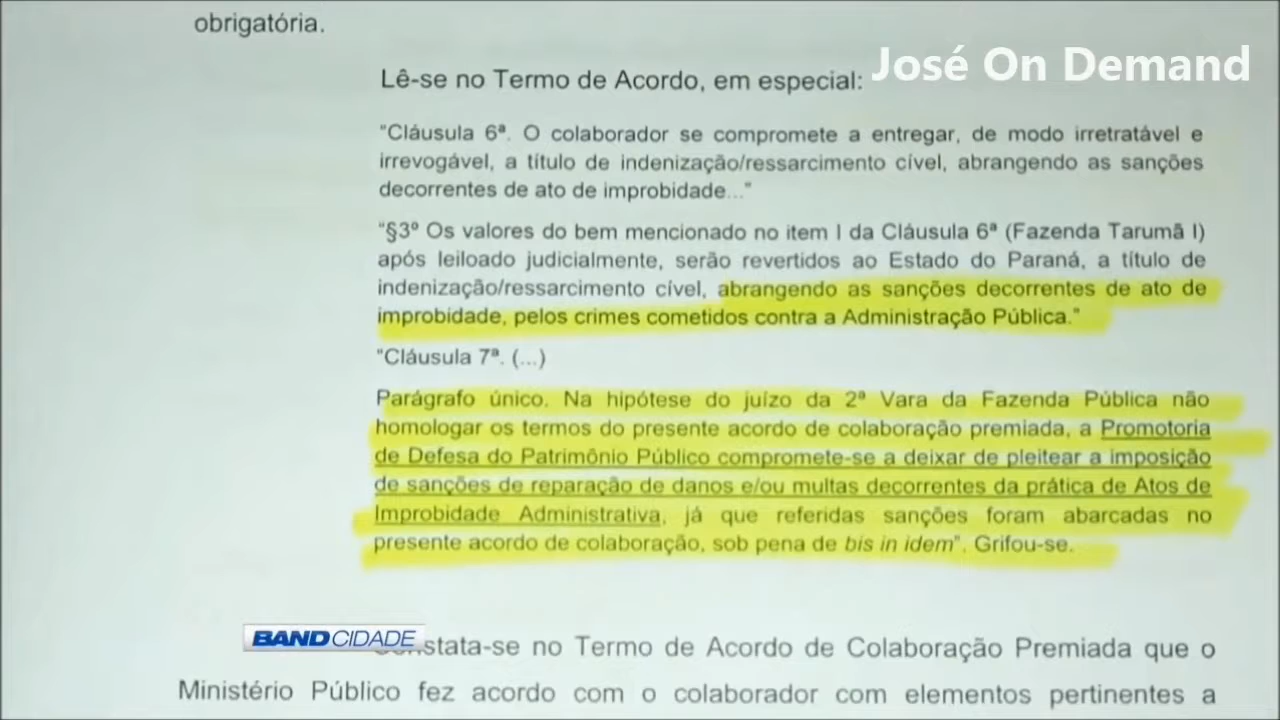 obrigatória.
José On Demand
Lê-se no Termo de Acordo, em especial:
"Cláusula 6ª. O colaborador se compromete a entregar, de modo irretratável e
irrevogável, a título de indenização/ressarcimento cível, abrangendo as sanções
decorrentes de ato de improbidade..."
"§3º Os valores do bem mencionado no item I da Cláusula 6ª (Fazenda Tarumã I)
após leiloado judicialmente, serão revertidos ao Estado do Paraná, a título de
indenização/ressarcimento cível, abrangendo as sanções decorrentes de ato de
improbidade, pelos crimes cometidos contra a Administração Pública."
"Cláusula 7ª. (...)
Parágrafo único. Na hipótese do juízo da 2ª Vara da Fazenda Pública não
homologar os termos do presente acordo de colaboração premiada, a Promotoria
de Defesa do Patrimônio Público compromete-se a deixar de pleitear a imposição
de sanções de reparação de danos e/ou multas decorrentes da prática de Atos de
Improbidade Administrativa, já que referidas sanções foram abarcadas no
presente acordo de colaboração, sob pena de bis in idem". Grifou-se.
BAND CIDADE
stata-se no Termo de Acordo de Colaboração Premiada que o
Ministério Público fez acordo com o colaborador com elementos pertinentes a